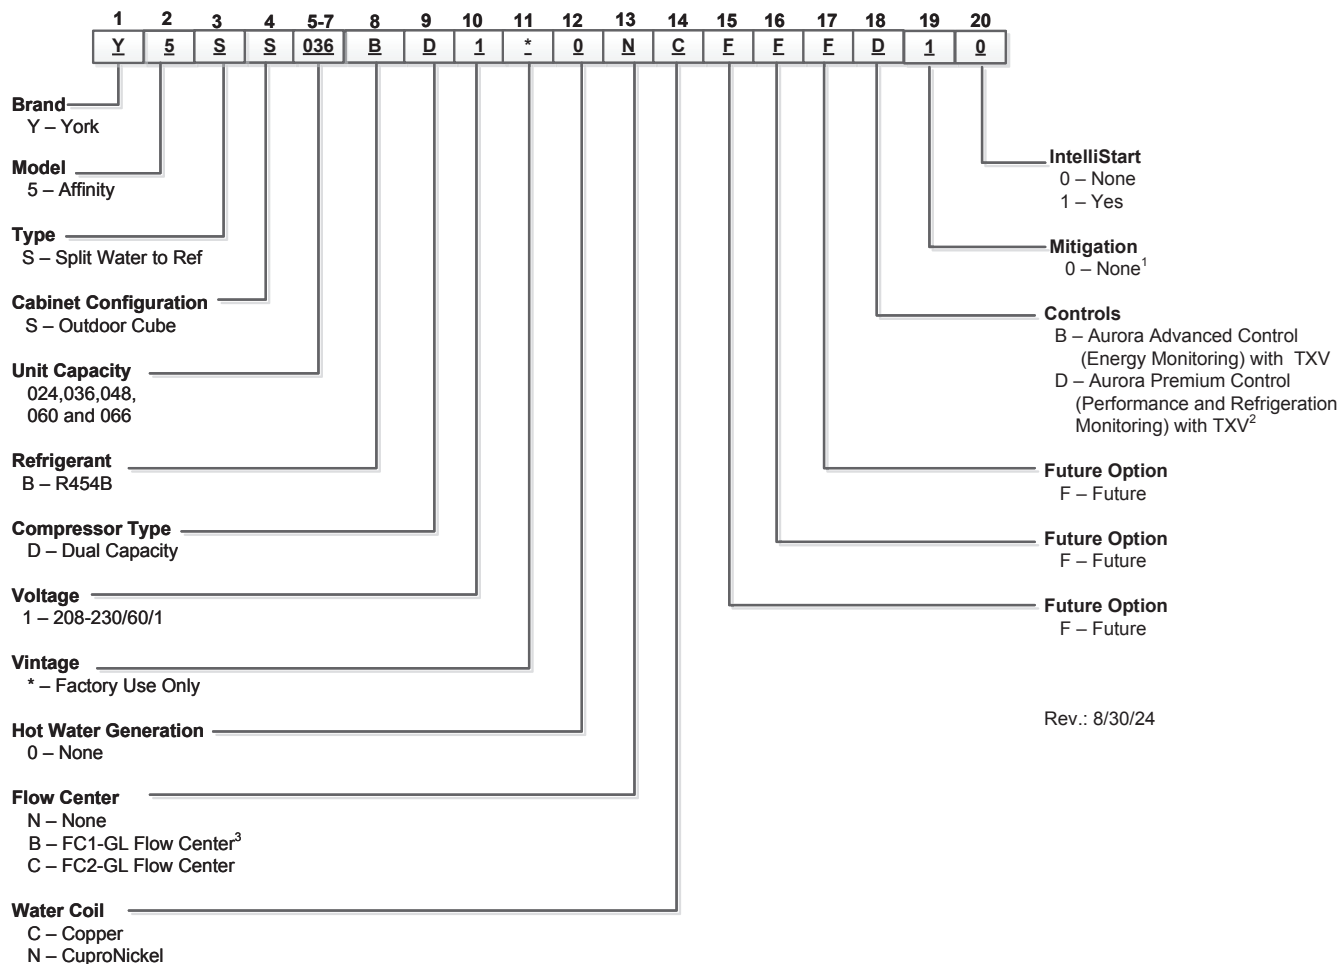 1 2 3 4 5-7 8 9 10 11 12 13 14 15 16 17 18 19 20
Y 5 S S 036 B D 1 * 0 N C F F F D 1 0
Brand
Y – York
Model
5 – Affinity
Type
S – Split Water to Ref
Cabinet Configuration
S – Outdoor Cube
Unit Capacity
024,036,048,
060 and 066
Refrigerant
B – R454B
Compressor Type
D – Dual Capacity
Voltage
1 – 208-230/60/1
Vintage
* – Factory Use Only
Hot Water Generation
0 – None
Flow Center
N – None
B – FC1-GL Flow Center3
C – FC2-GL Flow Center
Water Coil
C – Copper
N – CuproNickel
IntelliStart
0 – None
1 – Yes
Mitigation
0 – None1
Controls
B – Aurora Advanced Control
(Energy Monitoring) with TXV
D – Aurora Premium Control
(Performance and Refrigeration
Monitoring) with TXV2
Future Option
F – Future
Future Option
F – Future
Future Option
F – Future
Rev.: 8/30/24